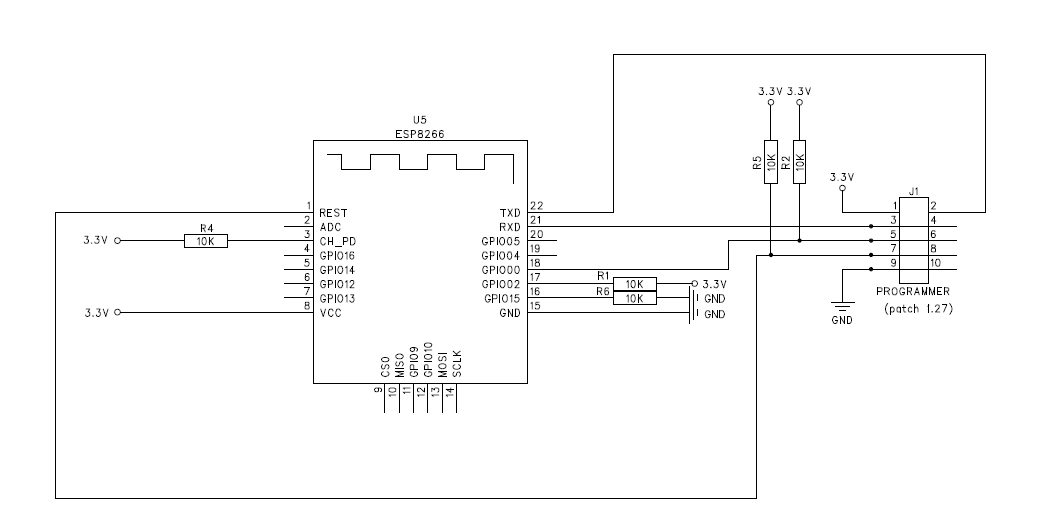 U5
ESP8266
3.3V 3.3V
R5 10K R2 10K
3.3V
J1
1 REST TXD 22
2 ADC RXD 21
3 CH_PD GPIO05 20
4 GPIO16 GPIO04 19
5 GPIO14 GPIO00 18
6 GPIO12 GPIO02 17
7 GPIO13 GPIO15 16
8 VCC GND 15
R4
3.3V 10K
3.3V
R1
10K 3.3V
R6
10K GND
GND
1 2
3 4
5 6
7 8
9 10
PROGRAMMER
(patch 1.27)
GND
CS0 MISO GPIO9 GPIO10 MOSI SCLK
9 10 11 12 13 14